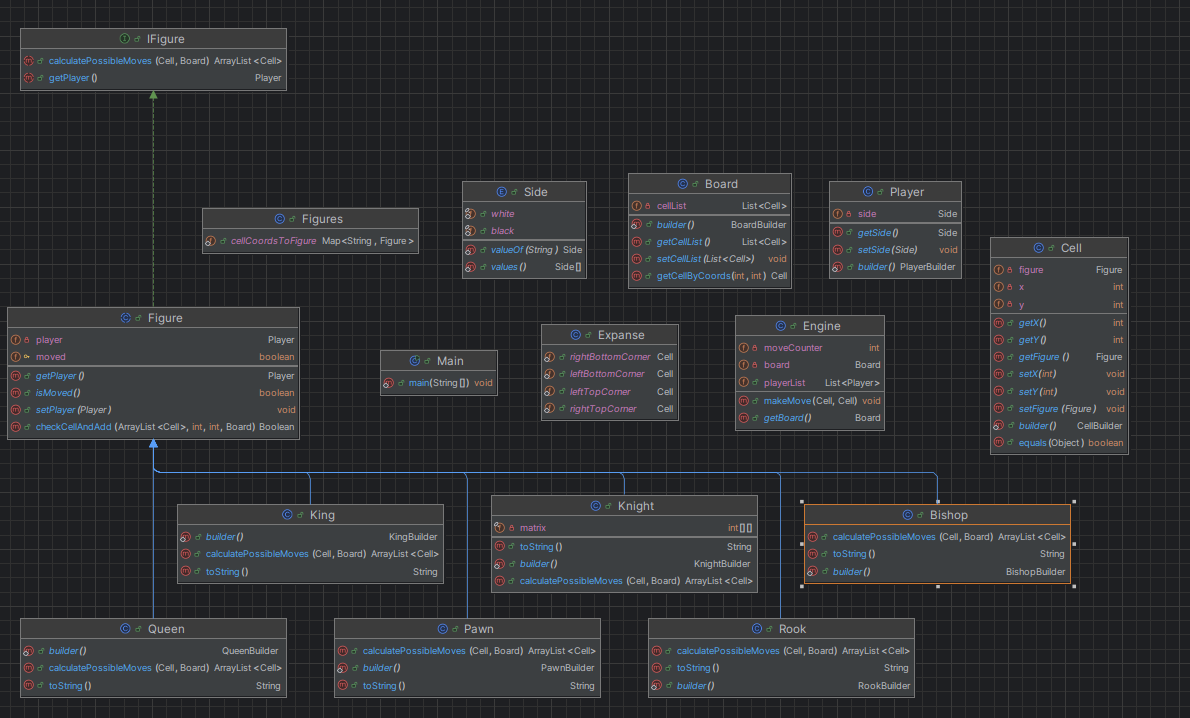 IFigure
calculatePossibleMoves (Cell, Board) ArrayList <Cell>
getPlayer () Player
Figures
cellCoordsToFigure Map<String, Figure>
Side
white
black
valueOf (String) Side
values () Side[]
Board
cellList List<Cell>
builder() BoardBuilder
getCellList () List<Cell>
setCellList (List<Cell>) void
getCellByCoords (int, int) Cell
Player
side Side
getSide () Side
setSide (Side) void
builder() PlayerBuilder
Cell
figure Figure
x int
y int
getX() int
getY() int
getFigure () Figure
setX(int) void
setY(int) void
setFigure (Figure) void
builder() CellBuilder
equals (Object) boolean
Figure
player Player
moved boolean
getPlayer () Player
isMoved() boolean
setPlayer (Player) void
checkCellAndAdd (ArrayList <Cell>, int, int, Board) Boolean
Main
main(String []) void
Expanse
rightBottomCorner Cell
leftBottomCorner Cell
leftTopCorner Cell
rightTopCorner Cell
Engine
moveCounter int
board Board
playerList List<Player>
makeMove (Cell, Cell) void
getBoard () Board
King
builder() KingBuilder
calculatePossibleMoves (Cell, Board) ArrayList <Cell>
toString () String
Knight
matrix int[][]
toString () String
builder() KnightBuilder
calculatePossibleMoves (Cell, Board) ArrayList <Cell>
Bishop
calculatePossibleMoves (Cell, Board) ArrayList <Cell>
toString () String
builder() BishopBuilder
Queen
builder() QueenBuilder
calculatePossibleMoves (Cell, Board) ArrayList <Cell>
toString () String
Pawn
calculatePossibleMoves (Cell, Board) ArrayList <Cell>
builder() PawnBuilder
toString () String
Rook
calculatePossibleMoves (Cell, Board) ArrayList <Cell>
toString () String
builder() RookBuilder